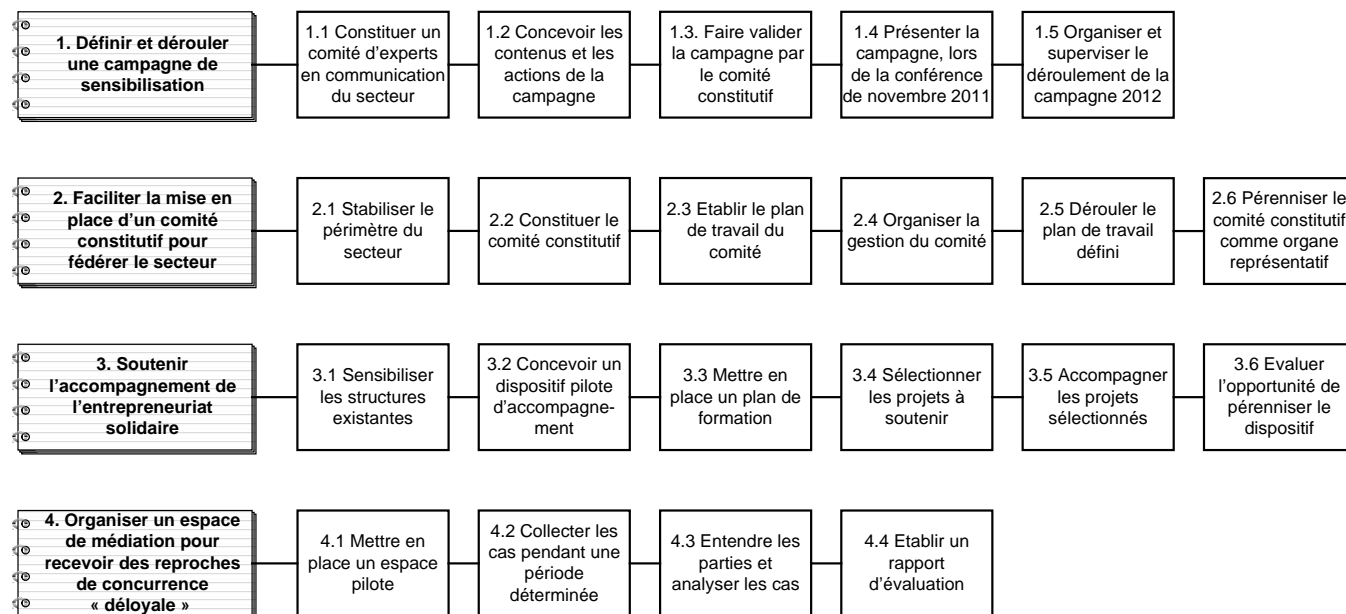 1. Définir et dérouler
une campagne de
sensibilisation
1.1 Constituer un
comité d’experts
en communication
du secteur
1.2 Concevoir les
contenus et les
actions de la
campagne
1.3. Faire valider
la campagne par
le comité
constitutif
1.4 Présenter la
campagne, lors
de la conférence
de novembre 2011
1.5 Organiser et
superviser le
déroulement de la
campagne 2012
2. Faciliter la mise en
place d’un comité
constitutif pour
fédérer le secteur
2.1 Stabiliser le
périmètre du
secteur
2.2 Constituer le
comité constitutif
2.3 Etablir le plan
de travail du
comité
2.4 Organiser la
gestion du comité
2.5 Dérouler le
plan de travail
défini
2.6 Pérenniser le
comité constitutif
comme organe
représentatif
3. Soutenir
l’accompagnement de
l’entrepreneuriat
solidaire
3.1 Sensibiliser
les structures
existantes
3.2 Concevoir un
dispositif pilote
d’accompagne-
ment
3.3 Mettre en
place un plan de
formation
3.4 Sélectionner
les projets à
soutenir
3.5 Accompagner
les projets
sélectionnés
3.6 Evaluer
l’opportunité de
pérenniser le
dispositif
4. Organiser un espace
de médiation pour
recevoir des reproches
de concurrence
« déloyale »
4.1 Mettre en
place un espace
pilote
4.2 Collecter les
cas pendant une
période
déterminée
4.3 Entendre les
parties et
analyser les cas
4.4 Etablir un
rapport
d’évaluation